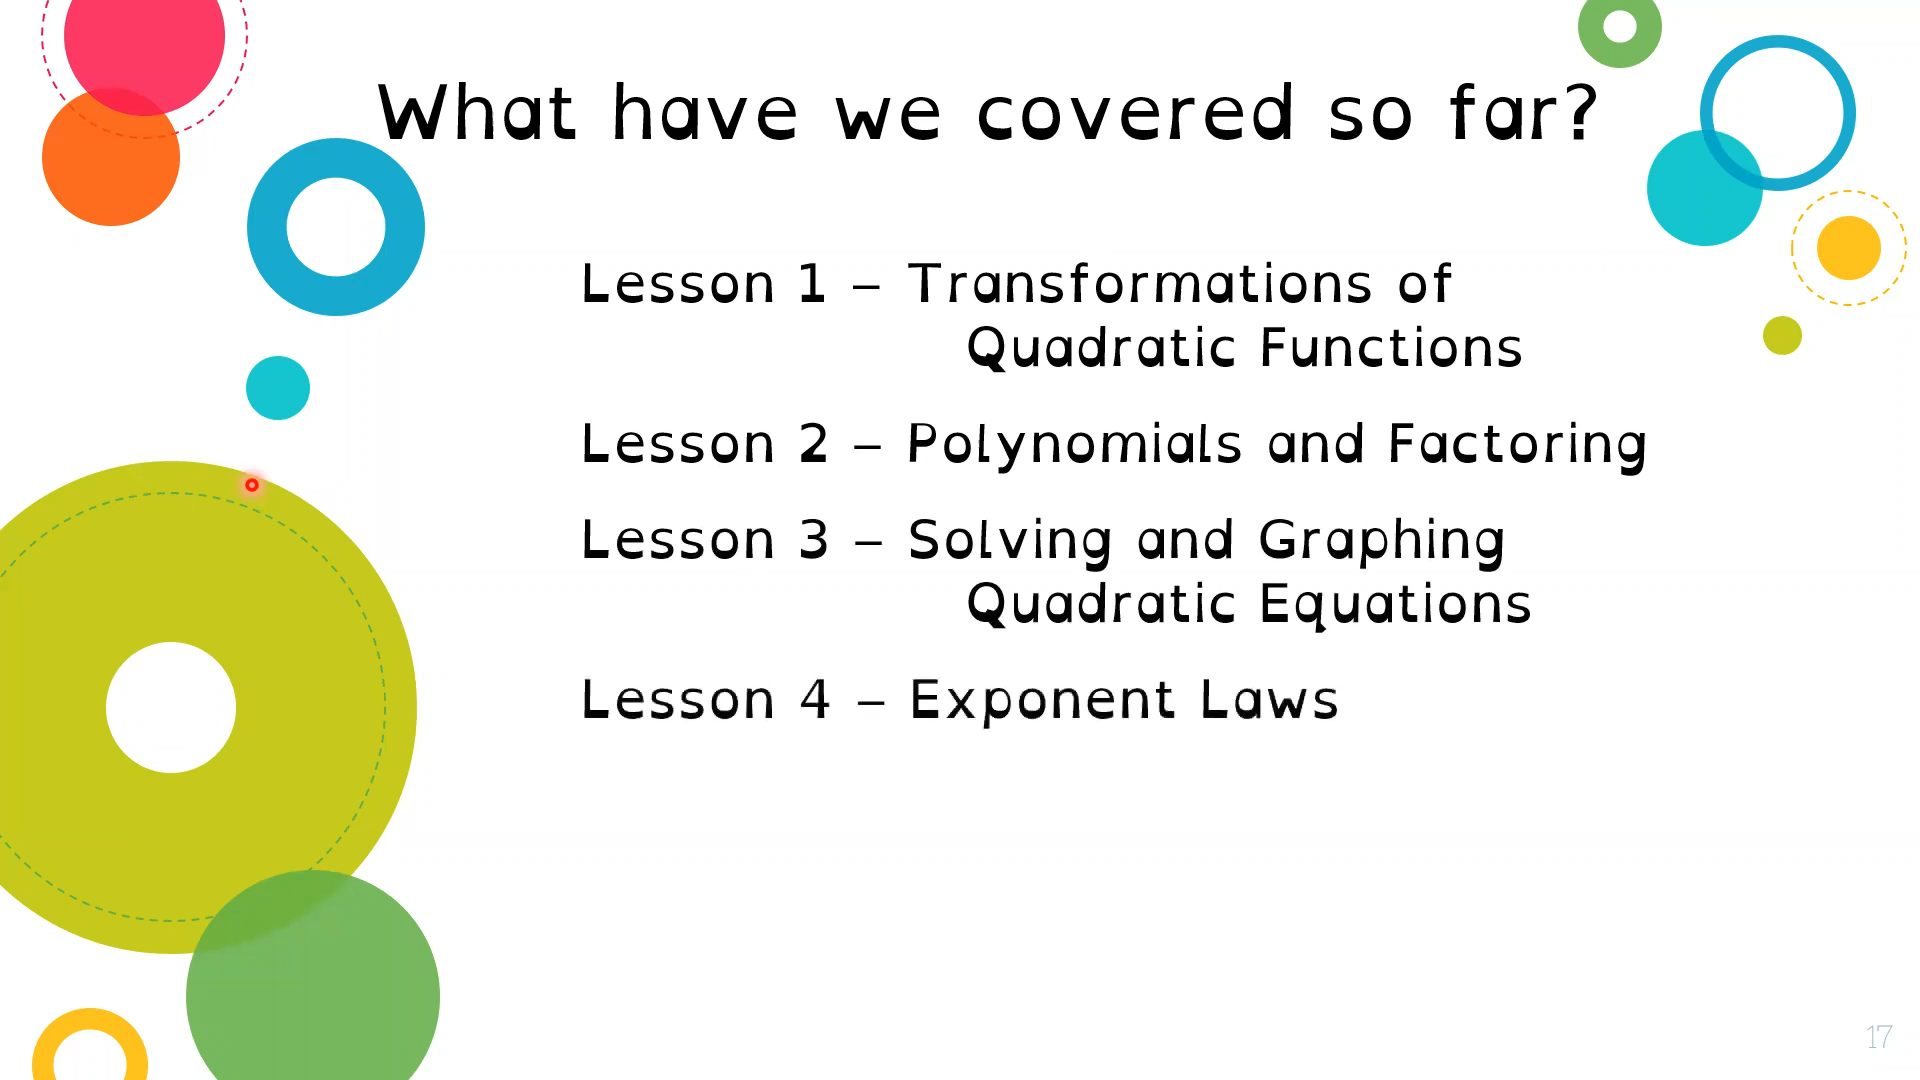 What have we covered so far?
Lesson 1 – Transformations of
Quadratic Functions
Lesson 2 – Polynomials and Factoring
Lesson 3 – Solving and Graphing
Quadratic Equations
Lesson 4 – Exponent Laws
17